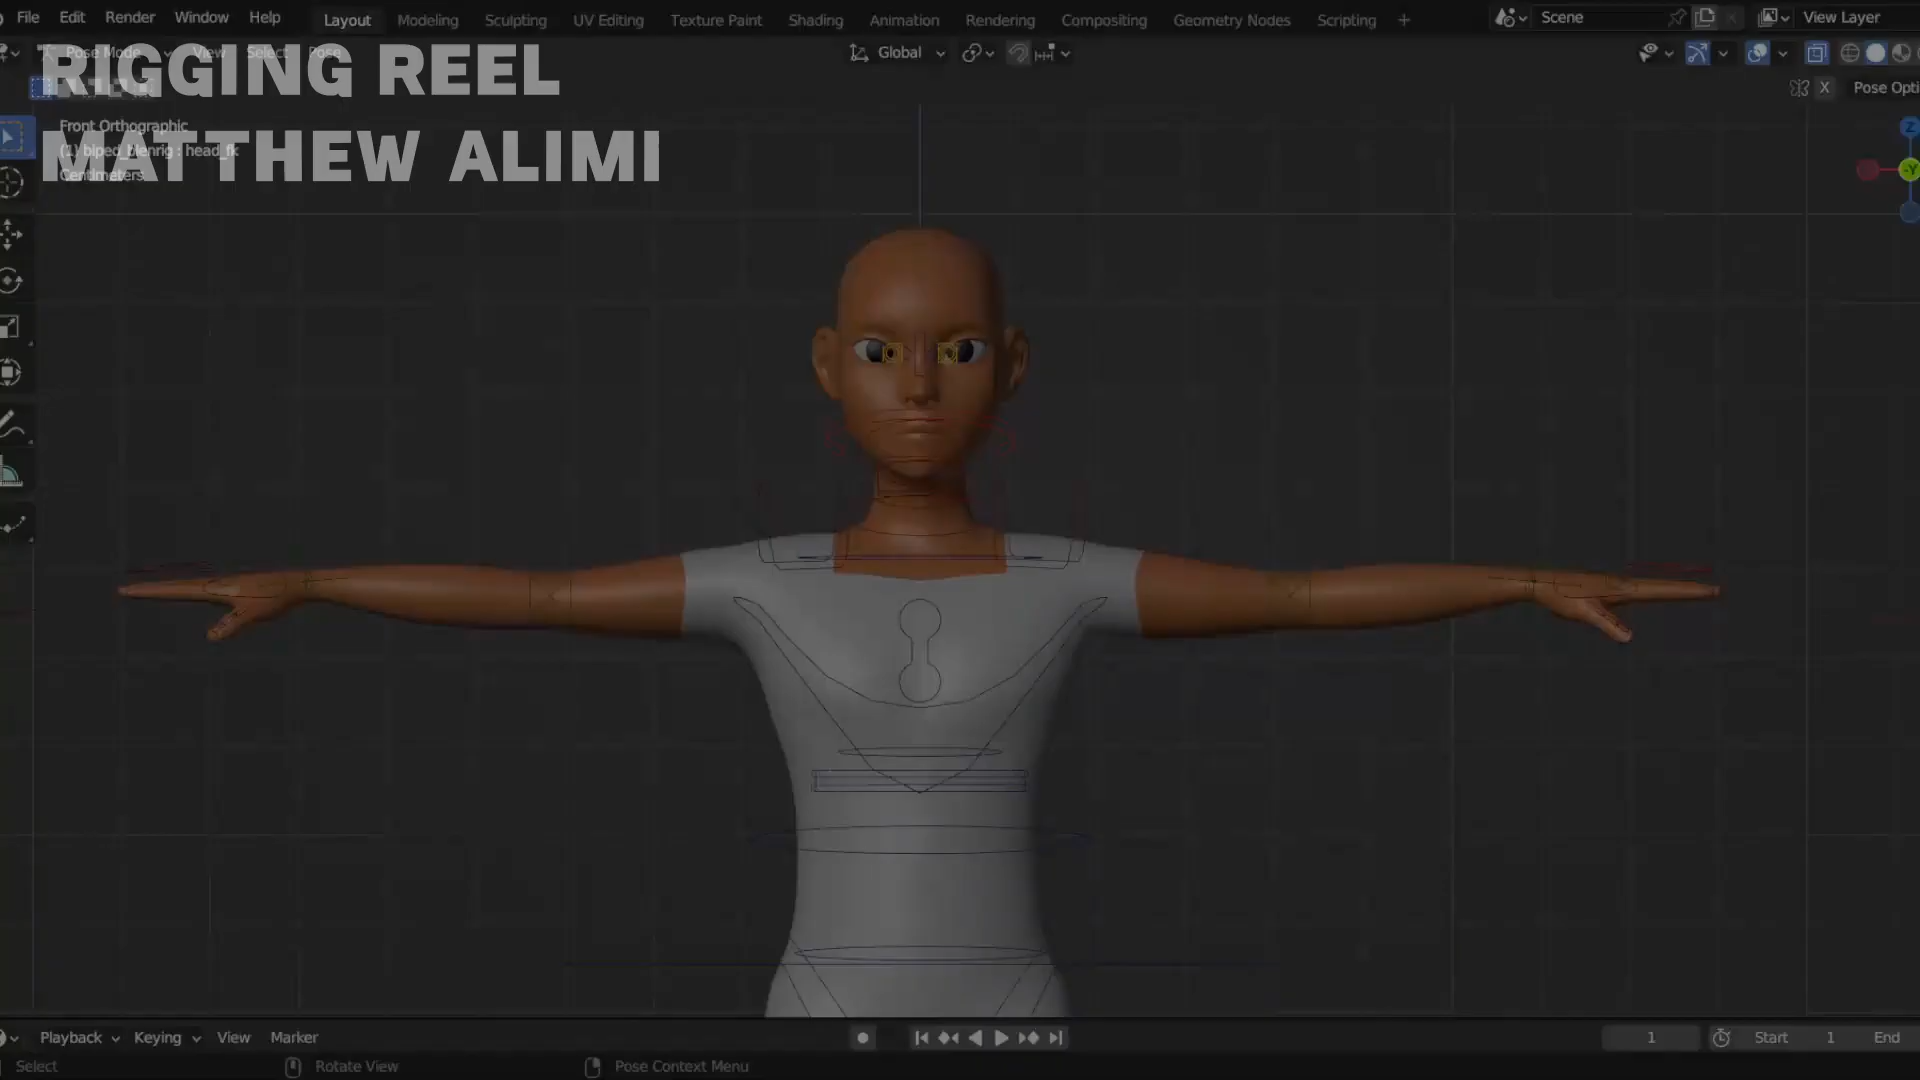 File Edit Render Window Help Layout Modeling Sculpting UV Editing Texture Paint Shading Animation Rendering Compositing Geometry Nodes Scripting + Scene View Layer
Pose Mode View Select Pose Global
RIGGING REEL
X Pose Opti
Front Orthographic
(1) biped_blenrig : head_fk
MATTHEW ALIMI
Centimeters
Z
-Y
Playback Keying View Marker 1 Start 1 End
Select Rotate View Pose Context Menu